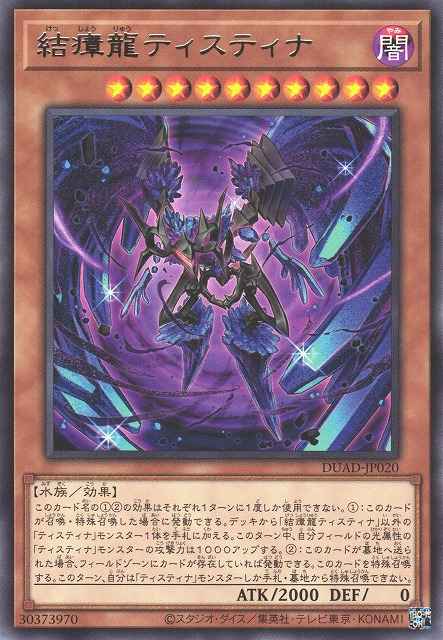 結瘴龍ティスティナ
闇
DUAD-JP020
【水族/効果】
このカード名の①②の効果はそれぞれ1ターンに1度しか使用できない。①:このカード
が召喚・特殊召喚した場合に発動できる。デッキから「結瘴龍ティスティナ」以外の
「ティスティナ」モンスター1体を手札に加える。このターン中、自分フィールドの光属性の
「ティスティナ」モンスターの攻撃力は1000アップする。②:このカードが墓地へ送ら
れた場合、フィールドゾーンにカードが存在していれば発動できる。このカードを特殊召喚
する。このターン、自分は「ティスティナ」モンスターしか手札・墓地から特殊召喚できない。
ATK/2000 DEF/ 0
30373970
©スタジオ・ダイス/集英社・テレビ東京・KONAMI